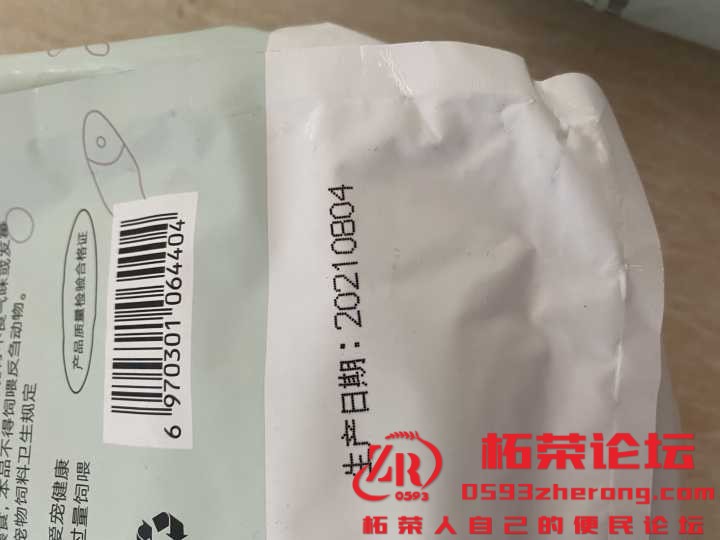 生产日期：20210804
6 970301 064404
产品质量检验合格证
本品不得饲喂反刍动物。
宠物饲料卫生规定
爱宠健康
过量饲喂
ZR
0593
柘荣论坛
0593zherong.com
柘荣人自己的便民论坛